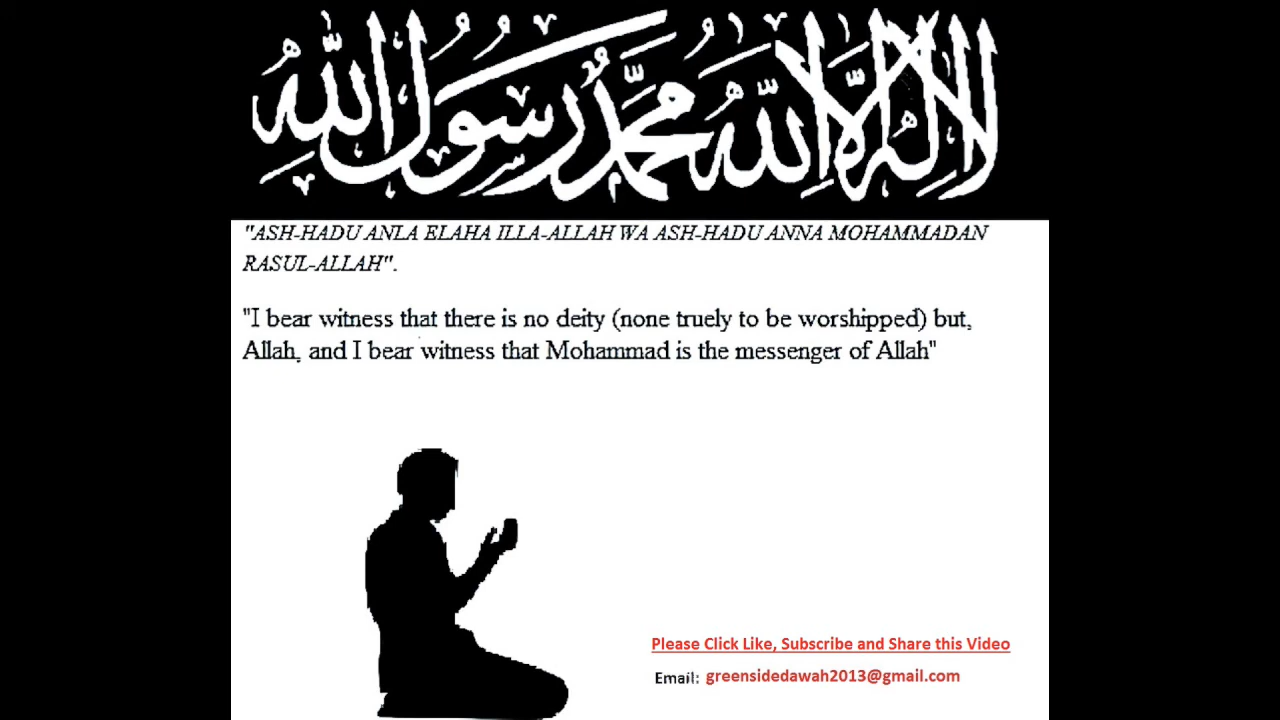 لا إله إلا الله محمد رسول الله
"ASH-HADU ANLA ELAHA ILLA-ALLAH WA ASH-HADU ANNA MOHAMMADAN
RASUL-ALLAH".
"I bear witness that there is no deity (none truely to be worshipped) but,
Allah, and I bear witness that Mohammad is the messenger of Allah"
Please Click Like, Subscribe and Share this Video
Email: greensidedawah2013@gmail.com